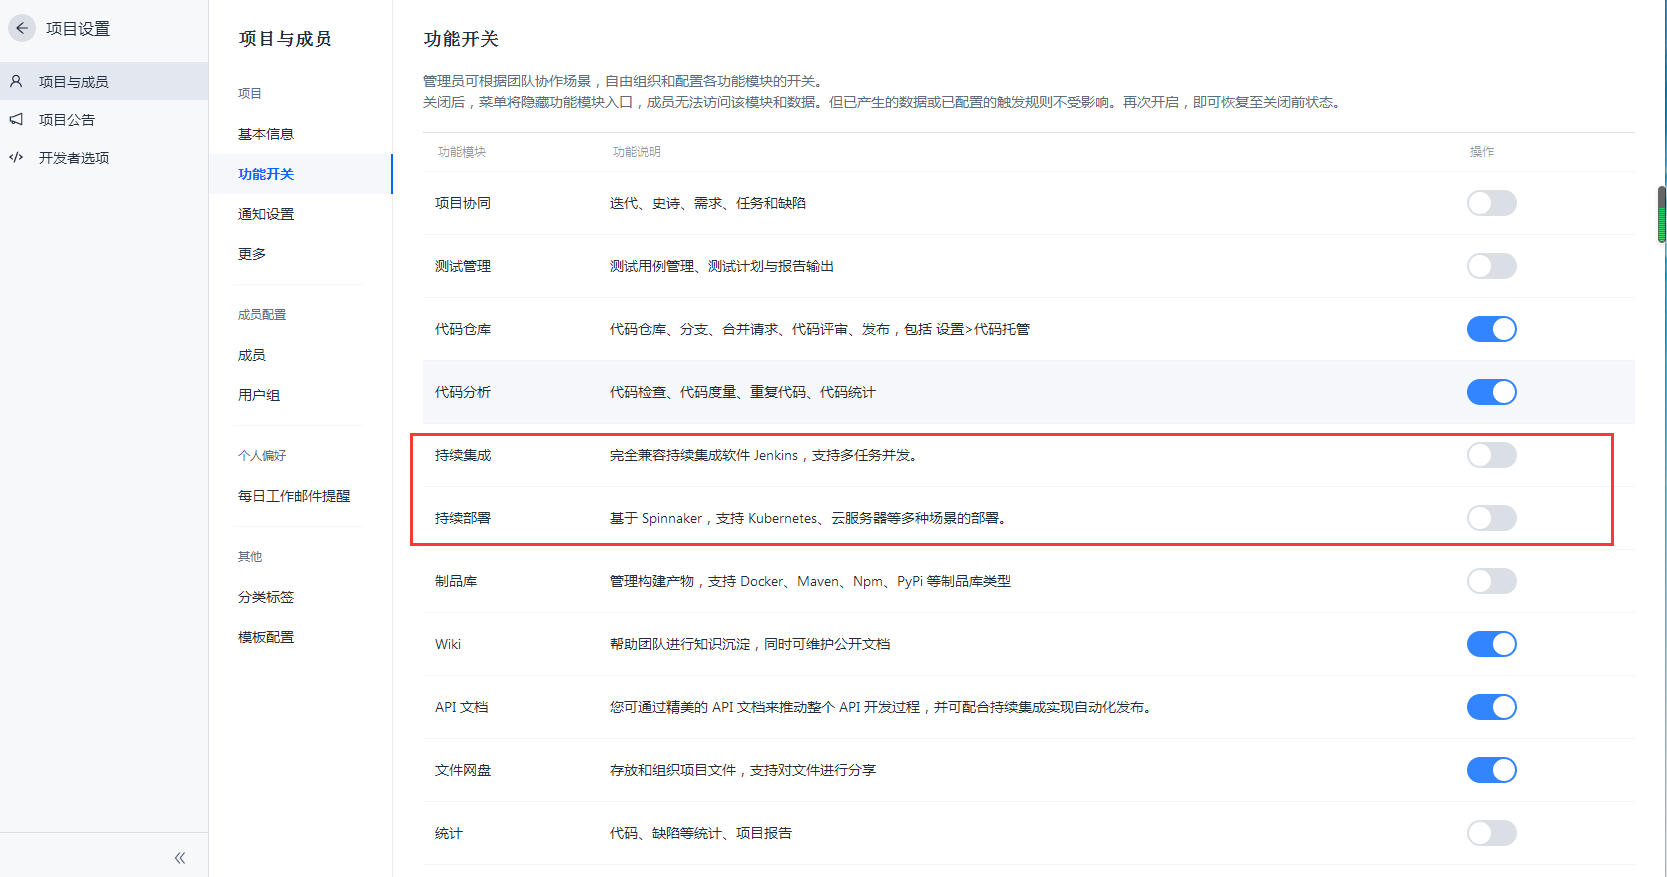 项目设置
项目与成员
项目公告
开发者选项
项目与成员
项目
基本信息
功能开关
通知设置
更多
成员配置
成员
用户组
个人偏好
每日工作邮件提醒
其他
分类标签
模板配置
功能开关
管理员可根据团队协作场景，自由组织和配置各功能模块的开关。
关闭后，菜单将隐藏功能模块入口，成员无法访问该模块和数据。但已产生的数据或已配置的触发规则不受影响。再次开启，即可恢复至关闭前状态。
功能模块 功能说明 操作
项目协同 迭代、史诗、需求、任务和缺陷
测试管理 测试用例管理、测试计划与报告输出
代码仓库 代码仓库、分支、合并请求、代码评审、发布，包括 设置>代码托管
代码分析 代码检查、代码度量、重复代码、代码统计
持续集成 完全兼容持续集成软件 Jenkins，支持多任务并发。
持续部署 基于 Spinnaker，支持 Kubernetes、云服务器等多种场景的部署。
制品库 管理构建产物，支持 Docker、Maven、Npm、PyPi 等制品库类型
Wiki 帮助团队进行知识沉淀，同时可维护公开文档
API 文档 您可通过精美的 API 文档来推动整个 API 开发过程，并可配合持续集成实现自动化发布。
文件网盘 存放和组织项目文件，支持对文件进行分享
统计 代码、缺陷等统计、项目报告